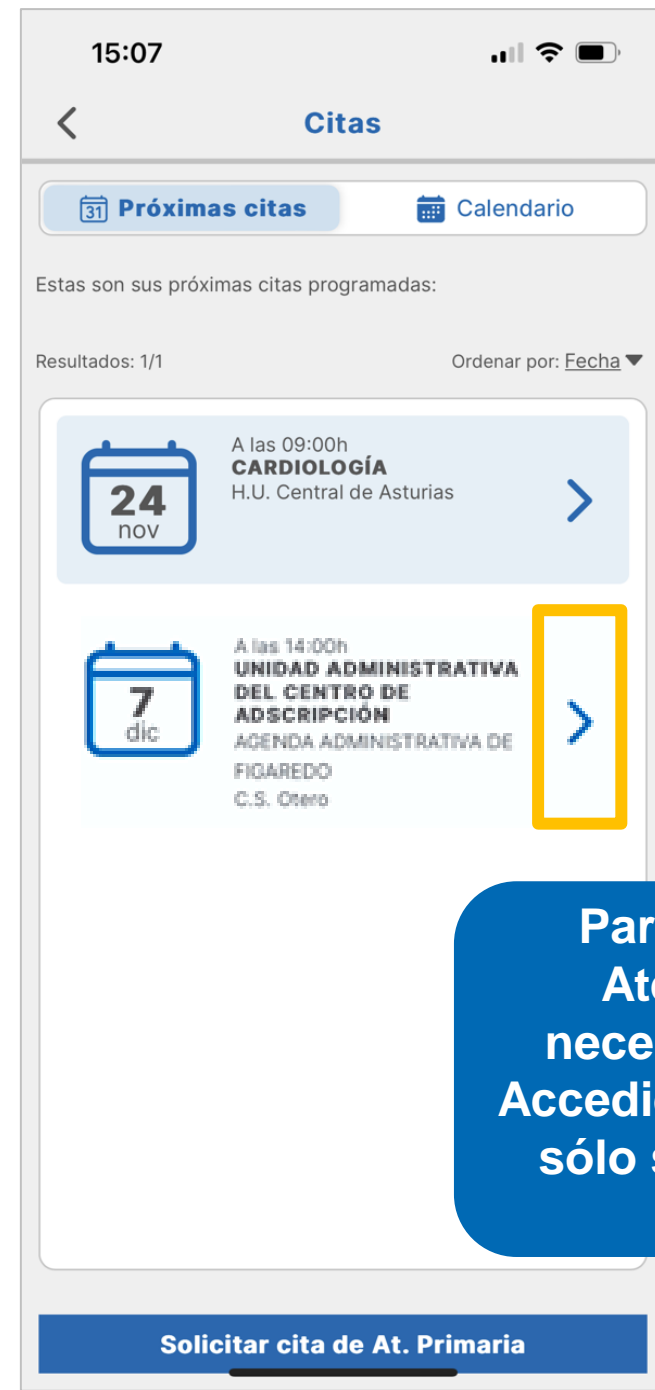 15:07
Citas
31 Próximas citas
Calendario
Estas son sus próximas citas programadas:
Resultados: 1/1
Ordenar por: Fecha
24
nov
A las 09:00h
CARDIOLOGÍA
H.U. Central de Asturias
7
dic
A las 14:00h
UNIDAD ADMINISTRATIVA
DEL CENTRO DE
ADSCRIPCIÓN
AGENDA ADMINISTRATIVA DE
FIGAREDO
C.S. Otero
Par
Ate
nece
Accedi
sólo s
Solicitar cita de At. Primaria